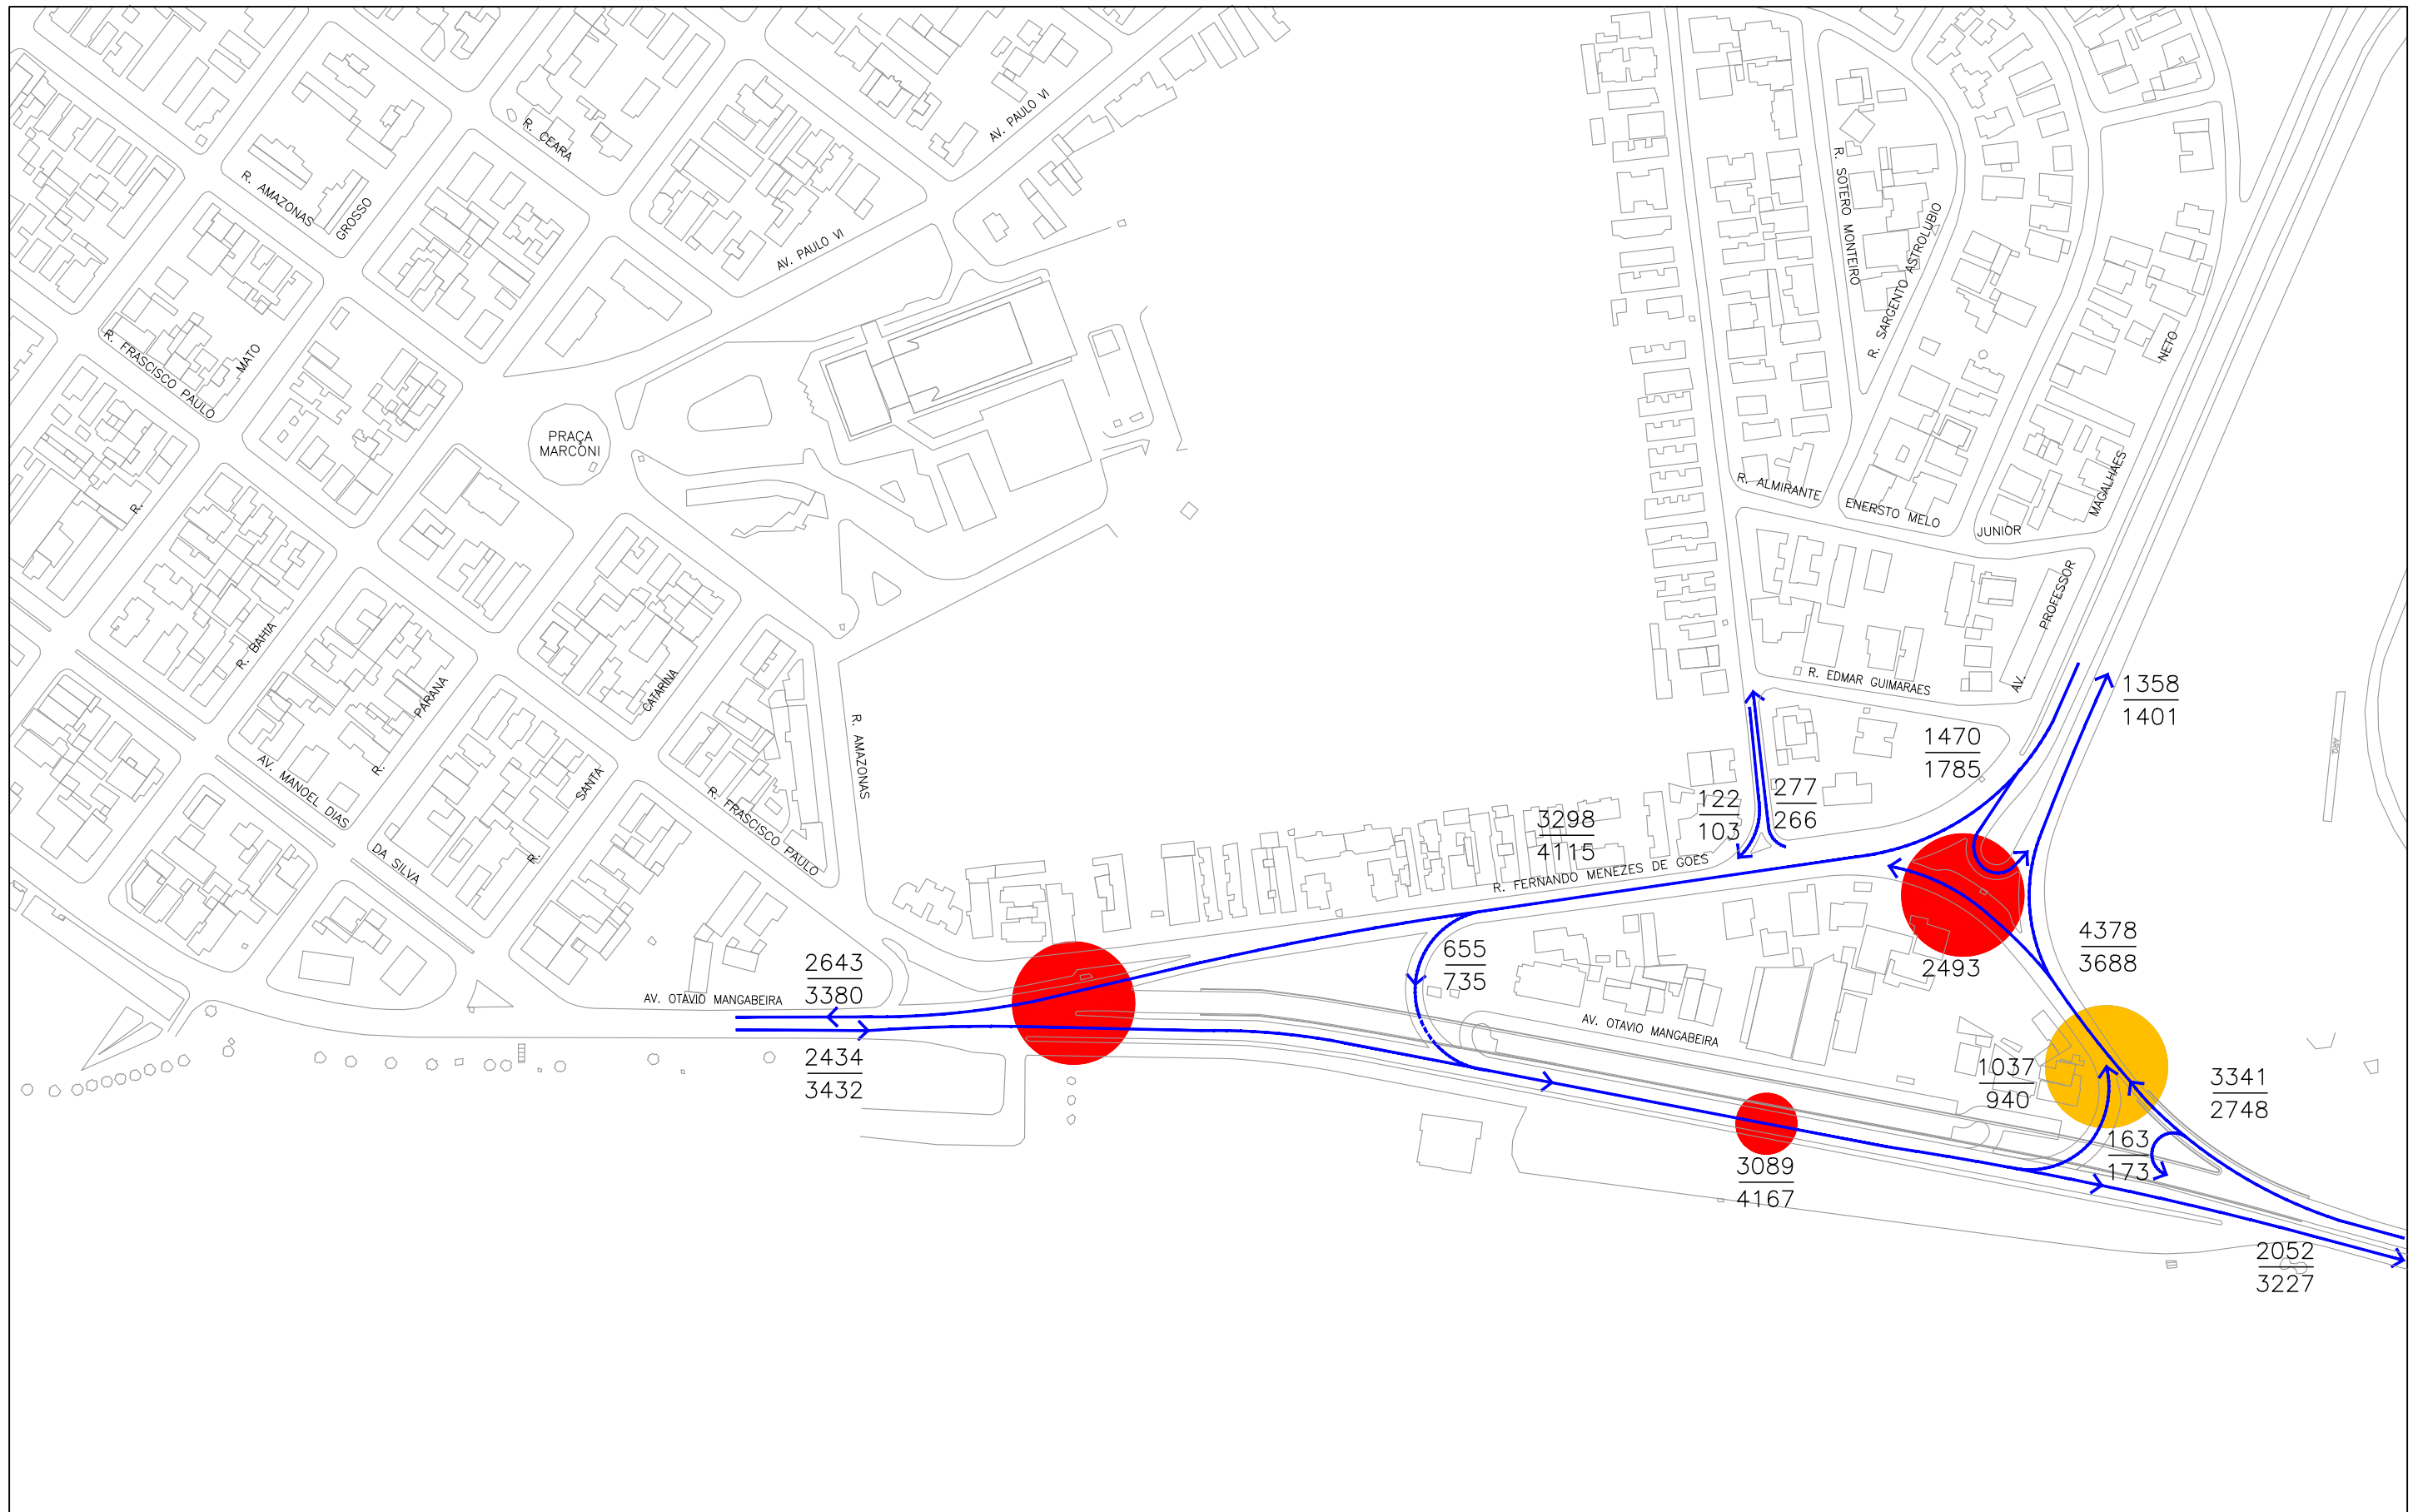 AV. PAULO VI
R. CEARA
R. AMAZONAS
GROSSO
AV. PAULO VI
R. SOTERO MONTEIRO
R. SARGENTO ASTROLUBIO
R. FRASCISCO PAULO
MATO
NETO
PRAÇA
MARCONI
R.
R. ALMIRANTE
ENERSTO MELO
JUNIOR
MAGALHAES
PROFESSOR
AV.
R. BAHIA
PARANA
R.
CATARINA
R. EDMAR GUIMARAES
1358
1401
R. AMAZONAS
ARQ.
1470
1785
AV. MANOEL DIAS
DA SILVA
SANTA
R.
R. FRASCISCO PAULO
122
103
277
266
3298
4115
R. FERNANDO MENEZES DE GOES
2643
3380
655
735
2493
4378
3688
AV. OTAVIO MANGABEIRA
AV. OTAVIO MANGABEIRA
2434
3432
1037
940
3341
2748
163
173
3089
4167
2052
3227